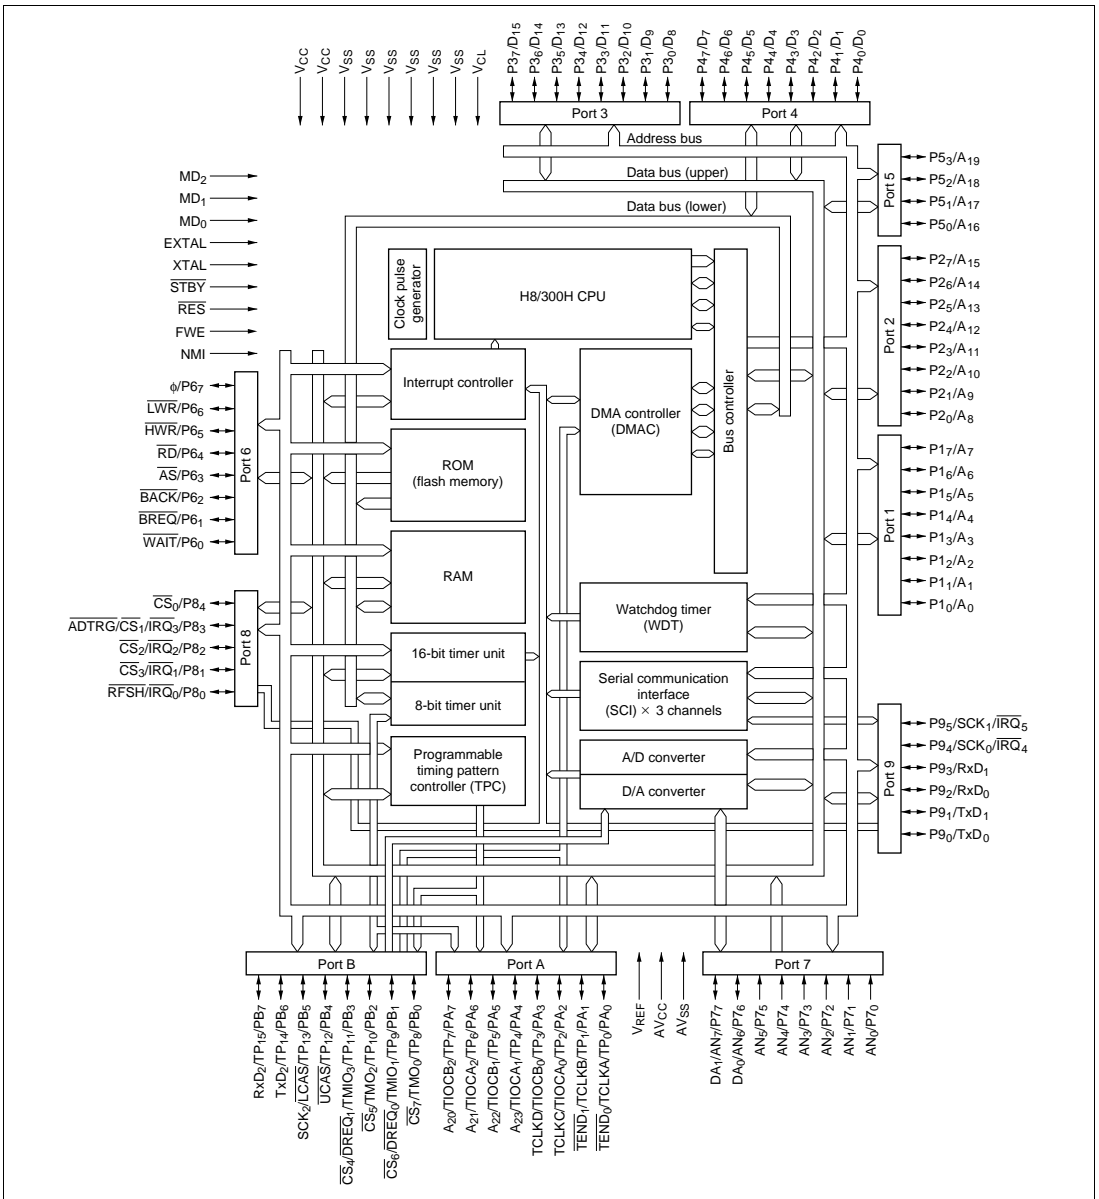 VCC
VCC
VSS
VSS
VSS
VSS
VSS
VSS
VCL
P37/D15
P36/D14
P35/D13
P34/D12
P33/D11
P32/D10
P31/D9
P30/D8
P47/D7
P46/D6
P45/D5
P44/D4
P43/D3
P42/D2
P41/D1
P40/D0
Port 3
Port 4
Address bus
Data bus (upper)
Data bus (lower)
MD2
MD1
MD0
EXTAL
XTAL
STBY
RES
FWE
NMI
φ/P67
LWR/P66
HWR/P65
RD/P64
AS/P63
BACK/P62
BREQ/P61
WAIT/P60
Port 6
CS0/P84
ADTRG/CS1/IRQ3/P83
CS2/IRQ2/P82
CS3/IRQ1/P81
RFSH/IRQ0/P80
Port 8
Clock pulse
generator
H8/300H CPU
Interrupt controller
ROM
(flash memory)
RAM
16-bit timer unit
8-bit timer unit
Programmable
timing pattern
controller (TPC)
DMA controller
(DMAC)
Bus controller
Watchdog timer
(WDT)
Serial communication
interface
(SCI) × 3 channels
A/D converter
D/A converter
Port 5
P53/A19
P52/A18
P51/A17
P50/A16
Port 2
P27/A15
P26/A14
P25/A13
P24/A12
P23/A11
P22/A10
P21/A9
P20/A8
Port 1
P17/A7
P16/A6
P15/A5
P14/A4
P13/A3
P12/A2
P11/A1
P10/A0
Port 9
P95/SCK1/IRQ5
P94/SCK0/IRQ4
P93/RxD1
P92/RxD0
P91/TxD1
P90/TxD0
Port B
Port A
Port 7
RxD2/TP15/PB7
TxD2/TP14/PB6
SCK2/LCAS/TP13/PB5
UCAS/TP12/PB4
CS4/DREQ1/TMIO3/TP11/PB3
CS5/TMO2/TP10/PB2
CS6/DREQ0/TMIO1/TP9/PB1
CS7/TMO0/TP8/PB0
A20/TIOCB2/TP7/PA7
A21/TIOCA2/TP6/PA6
A22/TIOCB1/TP5/PA5
A23/TIOCA1/TP4/PA4
TCLKD/TIOCB0/TP3/PA3
TCLKC/TIOCA0/TP2/PA2
TEND1/TCLKB/TP1/PA1
TEND0/TCLKA/TP0/PA0
VREF
AVCC
AVSS
DA1/AN7/P77
DA0/AN6/P76
AN5/P75
AN4/P74
AN3/P73
AN2/P72
AN1/P71
AN0/P70